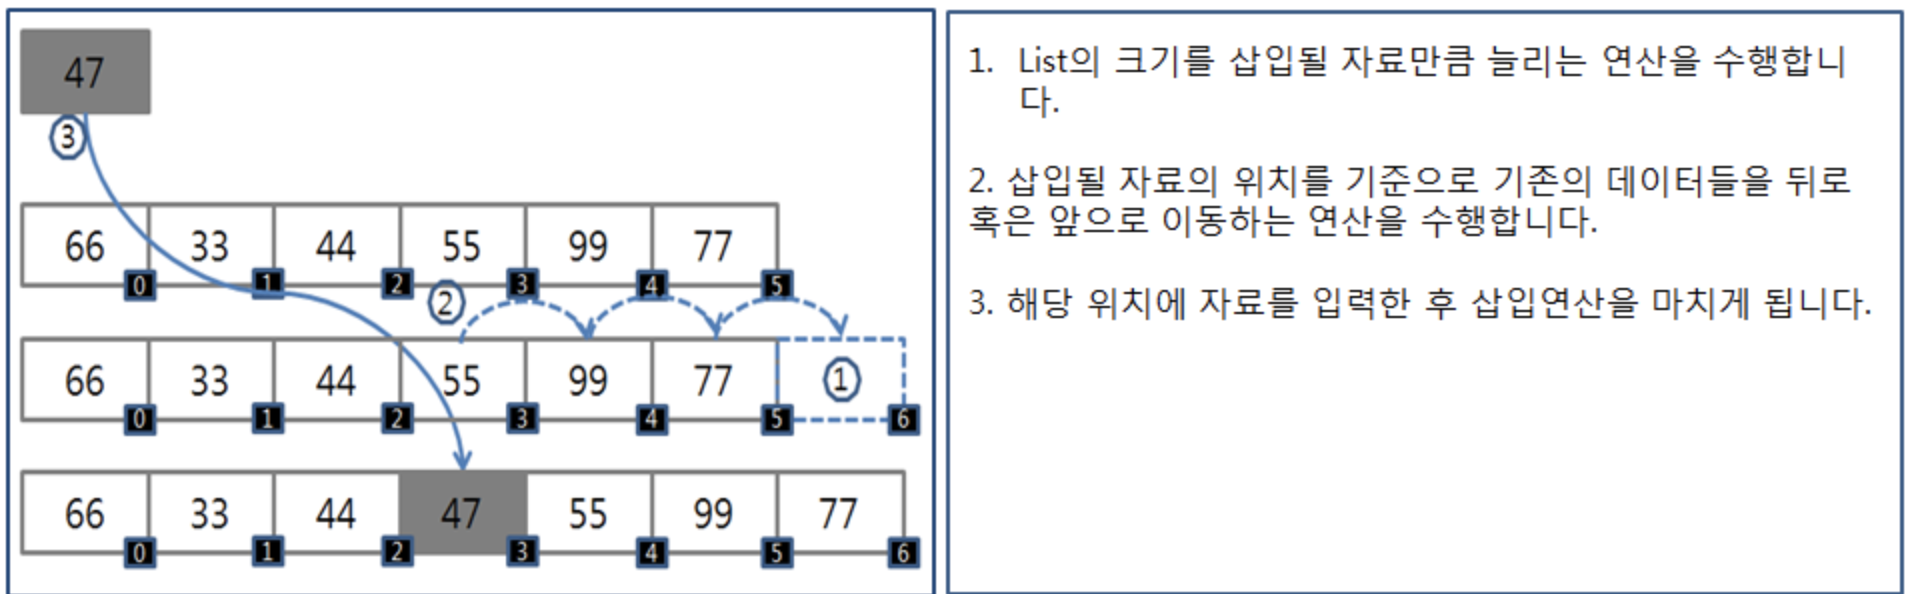 47
3
66 33 44 55 99 77
0 1 2 3 4 5
2
66 33 44 55 99 77 1
0 1 2 3 4 5 6
66 33 44 47 55 99 77
0 1 2 3 4 5 6
1. List의 크기를 삽입될 자료만큼 늘리는 연산을 수행합니
다.
2. 삽입될 자료의 위치를 기준으로 기존의 데이터들을 뒤로
혹은 앞으로 이동하는 연산을 수행합니다.
3. 해당 위치에 자료를 입력한 후 삽입연산을 마치게 됩니다.